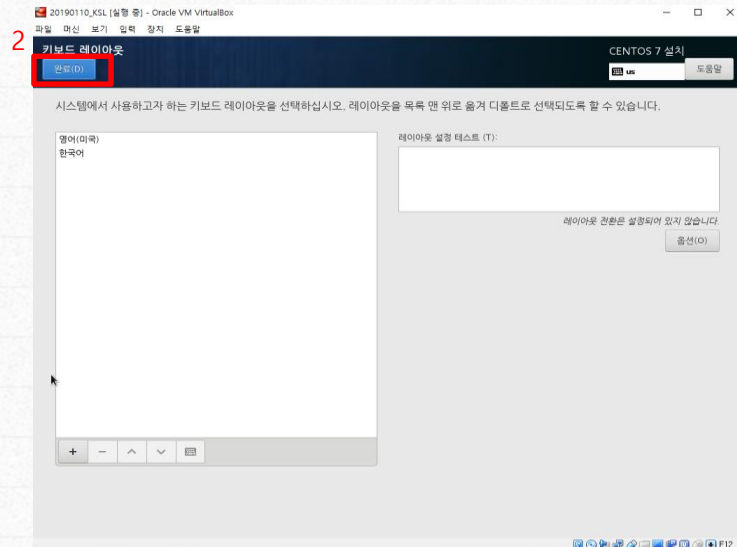 20190110_KSL [실행 중] - Oracle VM VirtualBox
파일 머신 보기 입력 장치 도움말
2
키보드 레이아웃
CENTOS 7 설치
완료(D)
us
도움말
시스템에서 사용하고자 하는 키보드 레이아웃을 선택하십시오. 레이아웃을 목록 맨 위로 옮겨 디폴트로 선택되도록 할 수 있습니다.
영어(미국)
한국어
레이아웃 설정 테스트 (T):
레이아웃 전환은 설정되어 있지 않습니다.
옵션(O)
F12